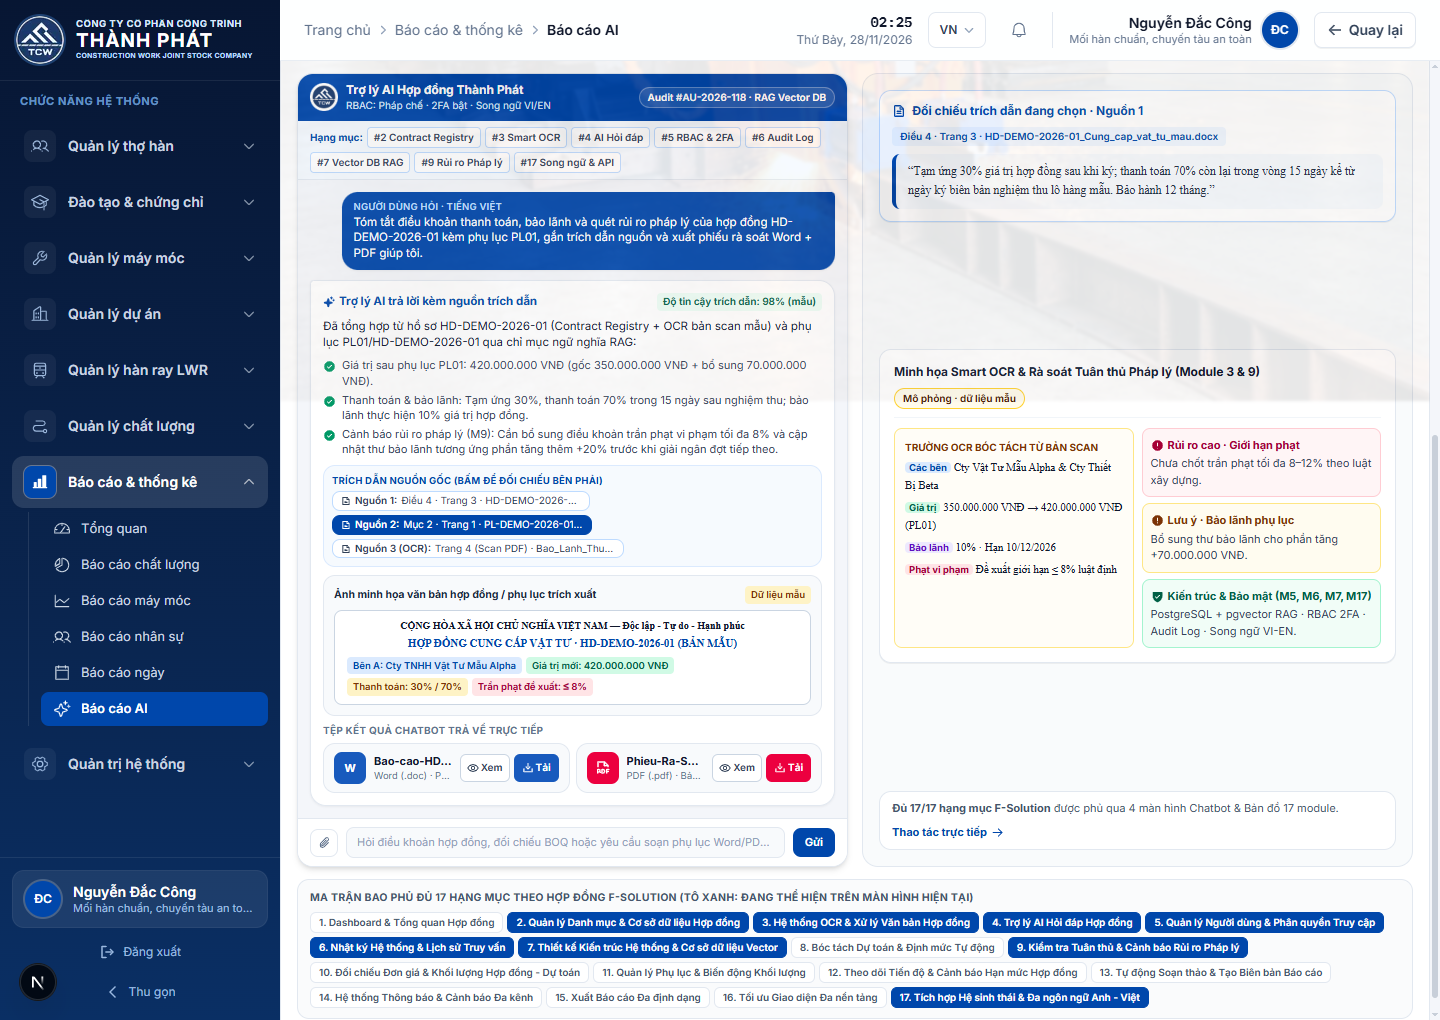 CÔNG TY CỔ PHẦN CÔNG TRÌNH
THÀNH PHÁT
CONSTRUCTION WORK JOINT STOCK COMPANY
TCW
CHỨC NĂNG HỆ THỐNG
Quản lý thợ hàn
Đào tạo & chứng chỉ
Quản lý máy móc
Quản lý dự án
Quản lý hàn ray LWR
Quản lý chất lượng
Báo cáo & thống kê
Tổng quan
Báo cáo chất lượng
Báo cáo máy móc
Báo cáo nhân sự
Báo cáo ngày
Báo cáo AI
Quản trị hệ thống
ĐC
Nguyễn Đắc Công
Mối hàn chuẩn, chuyến tàu an to...
Đăng xuất
N
Thu gọn
Trang chủ > Báo cáo & thống kê > Báo cáo AI
02:25
Thứ Bảy, 28/11/2026
VN
Nguyễn Đắc Công
Mối hàn chuẩn, chuyến tàu an toàn
ĐC
← Quay lại
TCW
Trợ lý AI Hợp đồng Thành Phát
RBAC: Pháp chế · 2FA bật · Song ngữ VI/EN
Audit #AU-2026-118 · RAG Vector DB
Hạng mục: #2 Contract Registry #3 Smart OCR #4 AI Hỏi đáp #5 RBAC & 2FA #6 Audit Log
#7 Vector DB RAG #9 Rủi ro Pháp lý #17 Song ngữ & API
NGƯỜI DÙNG HỎI · TIẾNG VIỆT
Tóm tắt điều khoản thanh toán, bảo lãnh và quét rủi ro pháp lý của hợp đồng HD-
DEMO-2026-01 kèm phụ lục PL01, gắn trích dẫn nguồn và xuất phiếu rà soát Word +
PDF giúp tôi.
Trợ lý AI trả lời kèm nguồn trích dẫn
Độ tin cậy trích dẫn: 98% (mẫu)
Đã tổng hợp từ hồ sơ HD-DEMO-2026-01 (Contract Registry + OCR bản scan mẫu) và phụ
lục PL01/HD-DEMO-2026-01 qua chỉ mục ngữ nghĩa RAG:
Giá trị sau phụ lục PL01: 420.000.000 VNĐ (gốc 350.000.000 VNĐ + bổ sung 70.000.000
VNĐ).
Thanh toán & bảo lãnh: Tạm ứng 30%, thanh toán 70% trong 15 ngày sau nghiệm thu; bảo
lãnh thực hiện 10% giá trị hợp đồng.
Cảnh báo rủi ro pháp lý (M9): Cần bổ sung điều khoản trần phạt vi phạm tối đa 8% và cập
nhật thư bảo lãnh tương ứng phần tăng thêm +20% trước khi giải ngân đợt tiếp theo.
TRÍCH DẪN NGUỒN GỐC (BẤM ĐỂ ĐỐI CHIẾU BÊN PHẢI)
Nguồn 1: Điều 4 · Trang 3 · HD-DEMO-2026-...
Nguồn 2: Mục 2 · Trang 1 · PL-DEMO-2026-01...
Nguồn 3 (OCR): Trang 4 (Scan PDF) · Bao_Lanh_Thu...
Ảnh minh họa văn bản hợp đồng / phụ lục trích xuất
Dữ liệu mẫu
CỘNG HÒA XÃ HỘI CHỦ NGHĨA VIỆT NAM — Độc lập - Tự do - Hạnh phúc
HỢP ĐỒNG CUNG CẤP VẬT TƯ · HD-DEMO-2026-01 (BẢN MẪU)
Bên A: Cty TNHH Vật Tư Mẫu Alpha Giá trị mới: 420.000.000 VNĐ
Thanh toán: 30% / 70% Trần phạt đề xuất: ≤ 8%
TỆP KẾT QUẢ CHATBOT TRẢ VỀ TRỰC TIẾP
W
Bao-cao-HD...
Word (.doc) · P...
Xem
Tải
PDF
Phieu-Ra-S...
PDF (.pdf) · Bả...
Xem
Tải
Hỏi điều khoản hợp đồng, đối chiếu BOQ hoặc yêu cầu soạn phụ lục Word/PD...
Gửi
Đối chiếu trích dẫn đang chọn · Nguồn 1
Điều 4 · Trang 3 · HD-DEMO-2026-01_Cung_cap_vat_tu_mau.docx
“Tạm ứng 30% giá trị hợp đồng sau khi ký; thanh toán 70% còn lại trong vòng 15 ngày kể từ
ngày ký biên bản nghiệm thu lô hàng mẫu. Bảo hành 12 tháng.”
Minh họa Smart OCR & Rà soát Tuân thủ Pháp lý (Module 3 & 9)
Mô phỏng · dữ liệu mẫu
TRƯỜNG OCR BÓC TÁCH TỪ BẢN SCAN
Các bên Cty Vật Tư Mẫu Alpha & Cty Thiết
Bị Beta
Giá trị 350.000.000 VNĐ → 420.000.000 VNĐ
(PL01)
Bảo lãnh 10% · Hạn 10/12/2026
Phạt vi phạm Đề xuất giới hạn ≤ 8% luật định
Rủi ro cao · Giới hạn phạt
Chưa chốt trần phạt tối đa 8–12% theo luật
xây dựng.
Lưu ý · Bảo lãnh phụ lục
Bổ sung thư bảo lãnh cho phần tăng
+70.000.000 VNĐ.
Kiến trúc & Bảo mật (M5, M6, M7, M17)
PostgreSQL + pgvector RAG · RBAC 2FA ·
Audit Log · Song ngữ VI-EN.
Đủ 17/17 hạng mục F-Solution được phủ qua 4 màn hình Chatbot & Bản đồ 17 module.
Thao tác trực tiếp →
MA TRẬN BAO PHỦ ĐỦ 17 HẠNG MỤC THEO HỢP ĐỒNG F-SOLUTION (TÔ XANH: ĐANG THỂ HIỆN TRÊN MÀN HÌNH HIỆN TẠI)
1. Dashboard & Tổng quan Hợp đồng 2. Quản lý Danh mục & Cơ sở dữ liệu Hợp đồng 3. Hệ thống OCR & Xử lý Văn bản Hợp đồng 4. Trợ lý AI Hỏi đáp Hợp đồng 5. Quản lý Người dùng & Phân quyền Truy cập
6. Nhật ký Hệ thống & Lịch sử Truy vấn 7. Thiết kế Kiến trúc Hệ thống & Cơ sở dữ liệu Vector 8. Bóc tách Dự toán & Định mức Tự động 9. Kiểm tra Tuân thủ & Cảnh báo Rủi ro Pháp lý
10. Đối chiếu Đơn giá & Khối lượng Hợp đồng - Dự toán 11. Quản lý Phụ lục & Biến động Khối lượng 12. Theo dõi Tiến độ & Cảnh báo Hạn mức Hợp đồng 13. Tự động Soạn thảo & Tạo Biên bản Báo cáo
14. Hệ thống Thông báo & Cảnh báo Đa kênh 15. Xuất Báo cáo Đa định dạng 16. Tối ưu Giao diện Đa nền tảng 17. Tích hợp Hệ sinh thái & Đa ngôn ngữ Anh - Việt